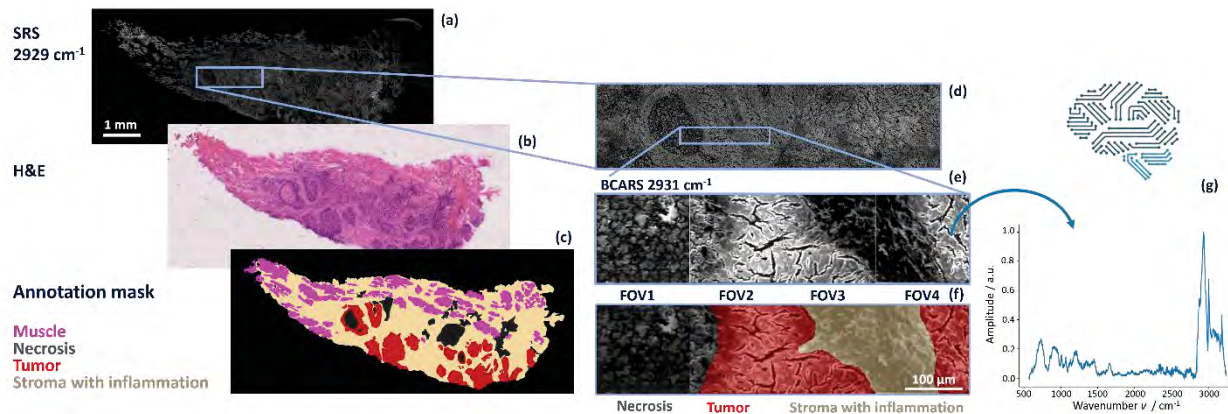 SRS
2929 cm⁻¹
(a)
1 mm
H&E
(b)
Annotation mask
Muscle
Necrosis
Tumor
Stroma with inflammation
(c)
(d)
BCARS 2931 cm⁻¹
(e)
FOV1 FOV2 FOV3 FOV4
(f)
100 µm
Necrosis Tumor Stroma with inflammation
(g)
Amplitude / a.u.
1.0
0.8
0.6
0.4
0.2
0.0
500 1000 1500 2000 2500 3000
Wavenumber ν / cm⁻¹